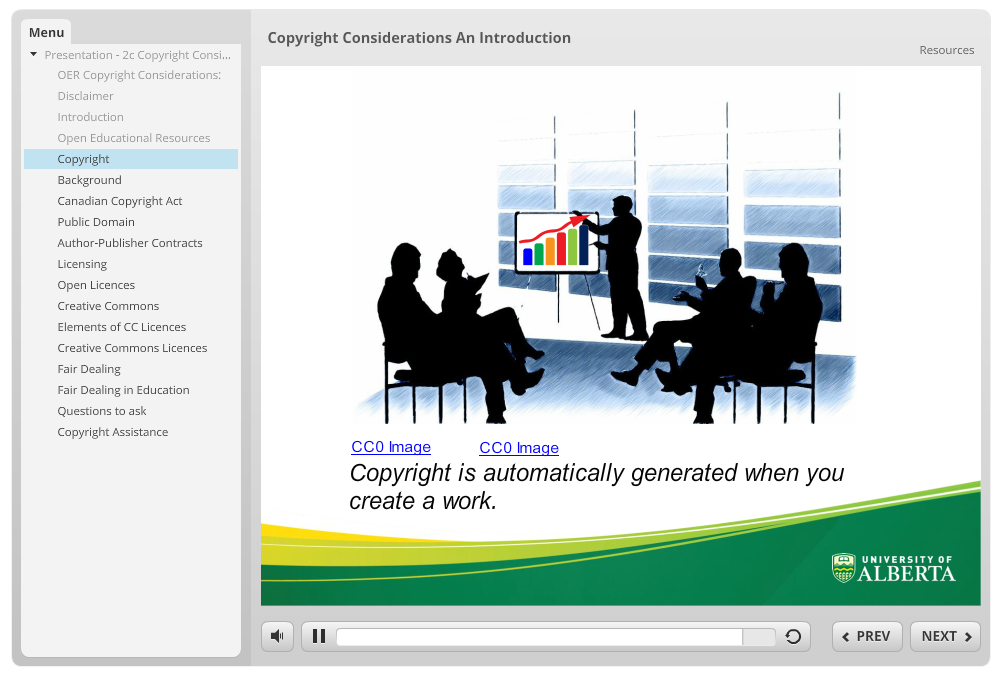 Menu
Presentation - 2c Copyright Consi...
OER Copyright Considerations:
Disclaimer
Introduction
Open Educational Resources
Copyright
Background
Canadian Copyright Act
Public Domain
Author-Publisher Contracts
Licensing
Open Licences
Creative Commons
Elements of CC Licences
Creative Commons Licences
Fair Dealing
Fair Dealing in Education
Questions to ask
Copyright Assistance
Copyright Considerations An Introduction
Resources
CC0 Image CC0 Image
Copyright is automatically generated when you
create a work.
UNIVERSITY OF
ALBERTA
PREV NEXT